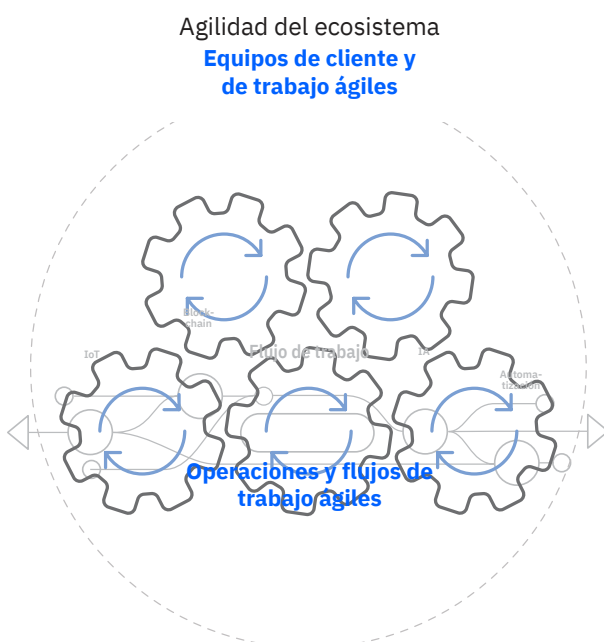 Agilidad del ecosistema
Equipos de cliente y
de trabajo ágiles
Block-
chain
Flujo de trabajo
IoT
IA
Automa-
tización
Operaciones y flujos de
trabajo ágiles